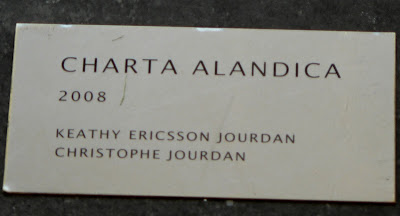 CHARTA ALANDICA
2008
KEATHY ERICSSON JOURDAN
CHRISTOPHE JOURDAN